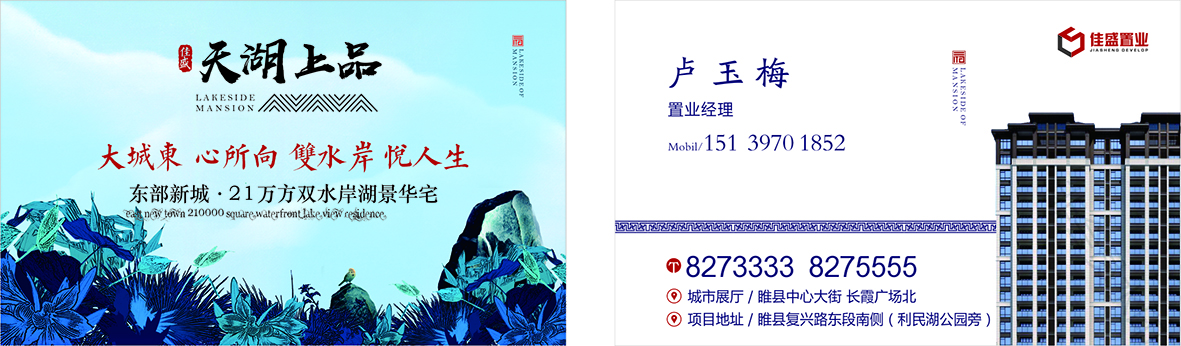 佳盛
天湖上品
LAKESIDE
MANSION
LAKESIDE OF
MANSION
大城東 心所向 雙水岸 悦人生
东部新城·21万方双水岸湖景华宅
east new town 210000 square waterfront lake view residence
佳盛置业
JIASHENG DEVELOP
LAKESIDE OF
MANSION
卢玉梅
置业经理
Mobil/151 3970 1852
8273333 8275555
城市展厅 / 睢县中心大街 长霞广场北
项目地址 / 睢县复兴路东段南侧（利民湖公园旁）